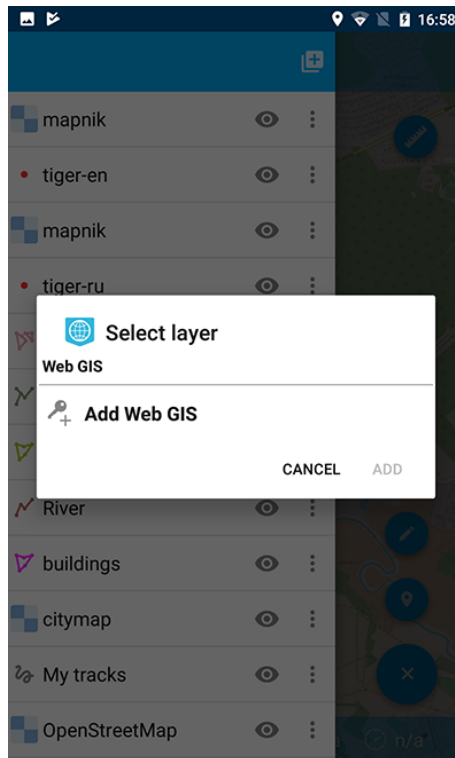 16:58
mapnik
tiger-en
mapnik
tiger-ru
Select layer
Web GIS
Add Web GIS
CANCEL ADD
River
buildings
citymap
My tracks
OpenStreetMap
n/a